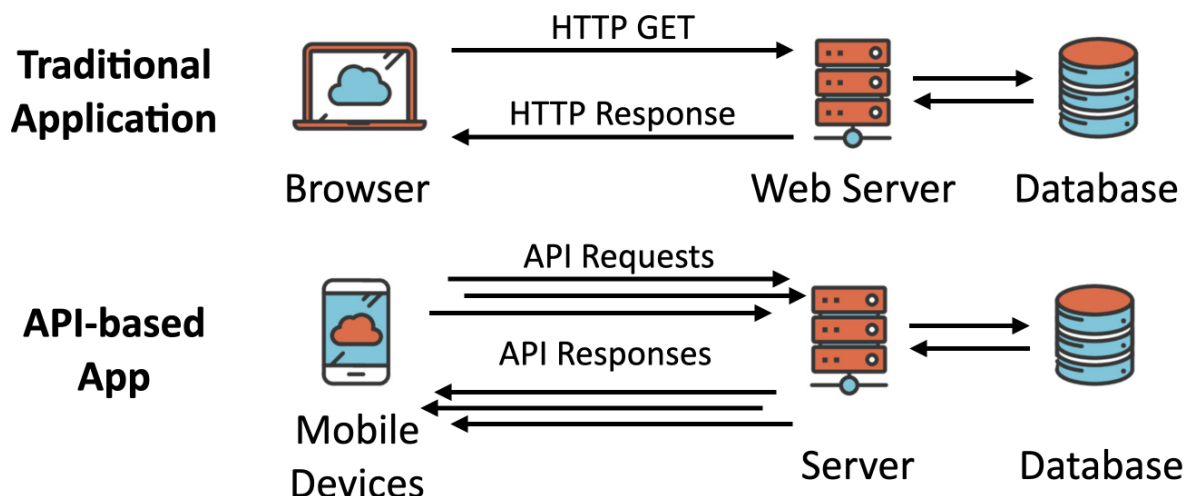 Traditional
Application
HTTP GET
HTTP Response
Browser
Web Server
Database
API-based
App
API Requests
API Responses
Mobile
Devices
Server
Database